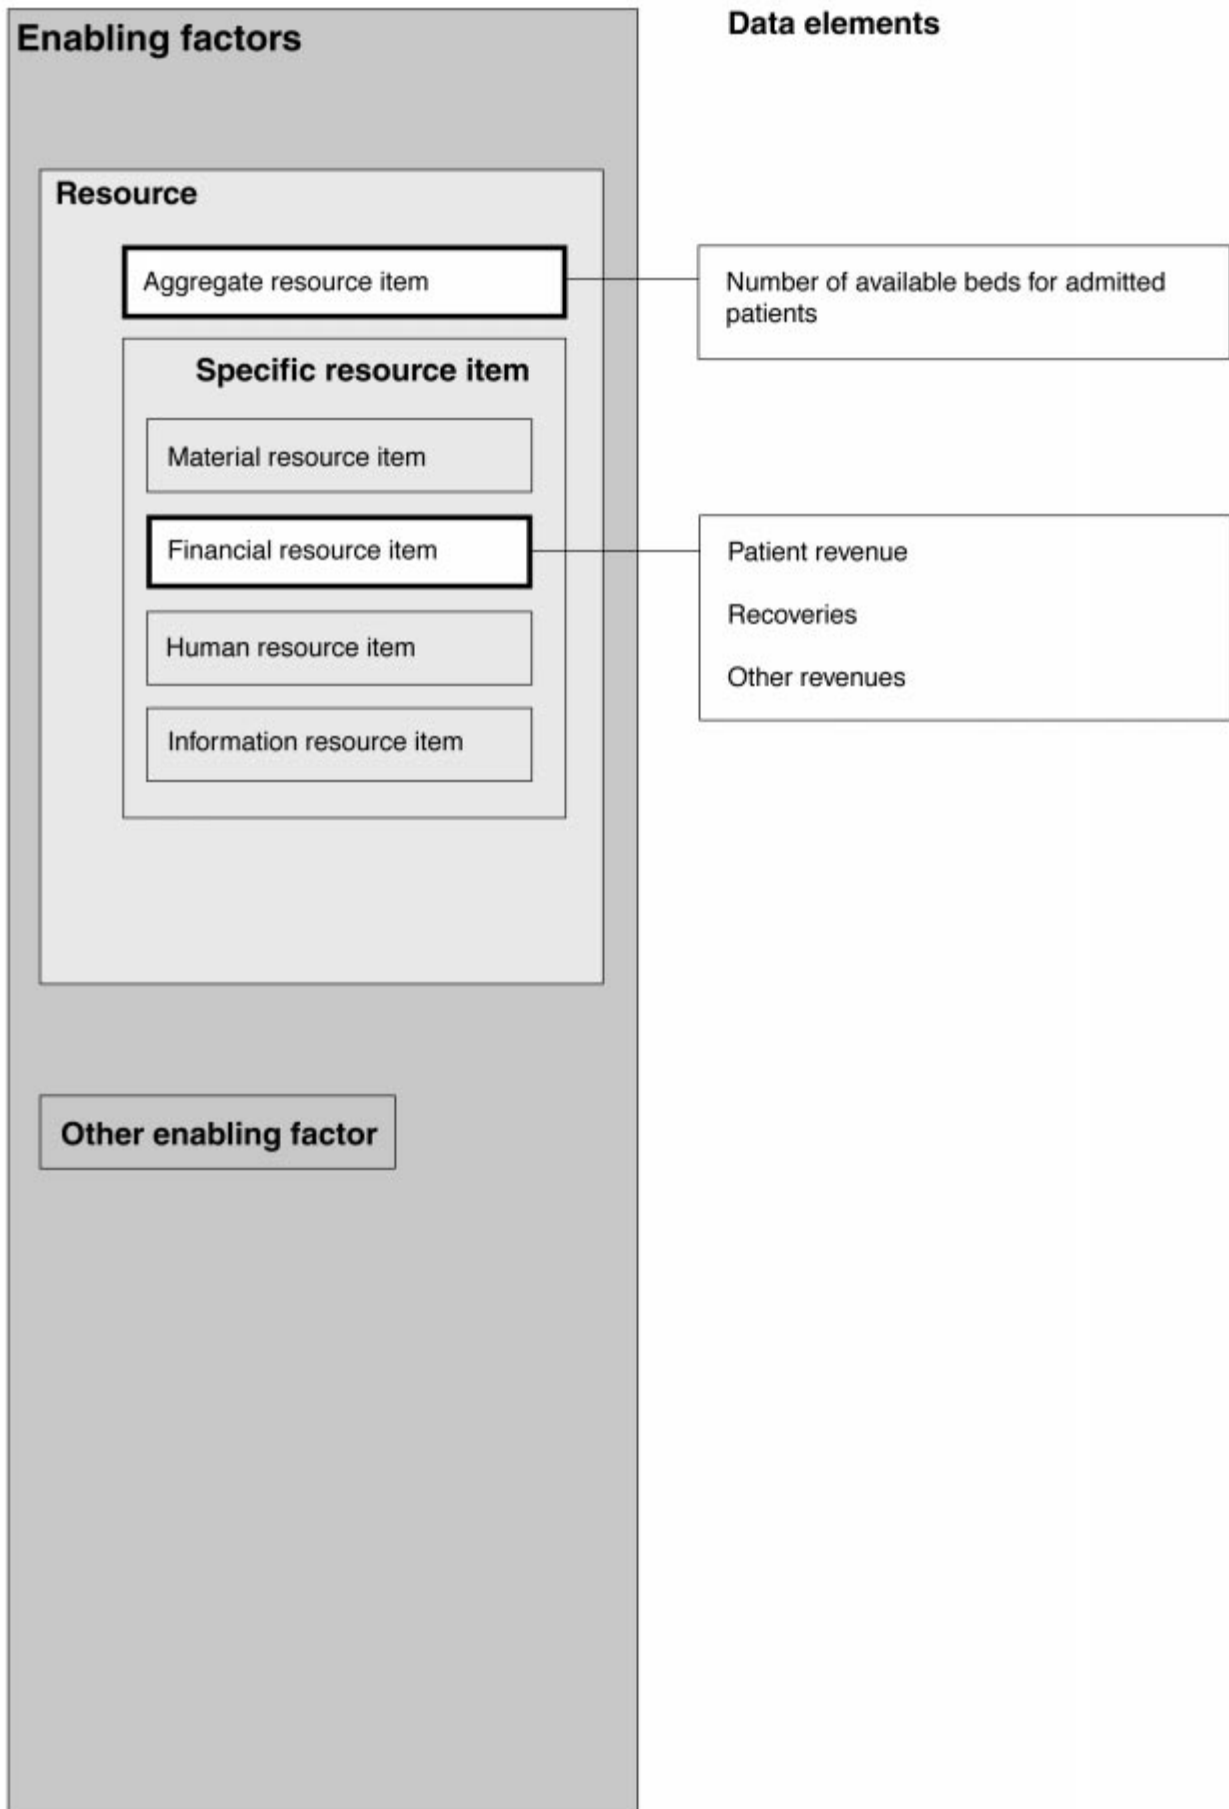 Enabling factors
Data elements
Resource
Aggregate resource item
Number of available beds for admitted
patients
Specific resource item
Material resource item
Financial resource item
Patient revenue
Recoveries
Other revenues
Human resource item
Information resource item
Other enabling factor